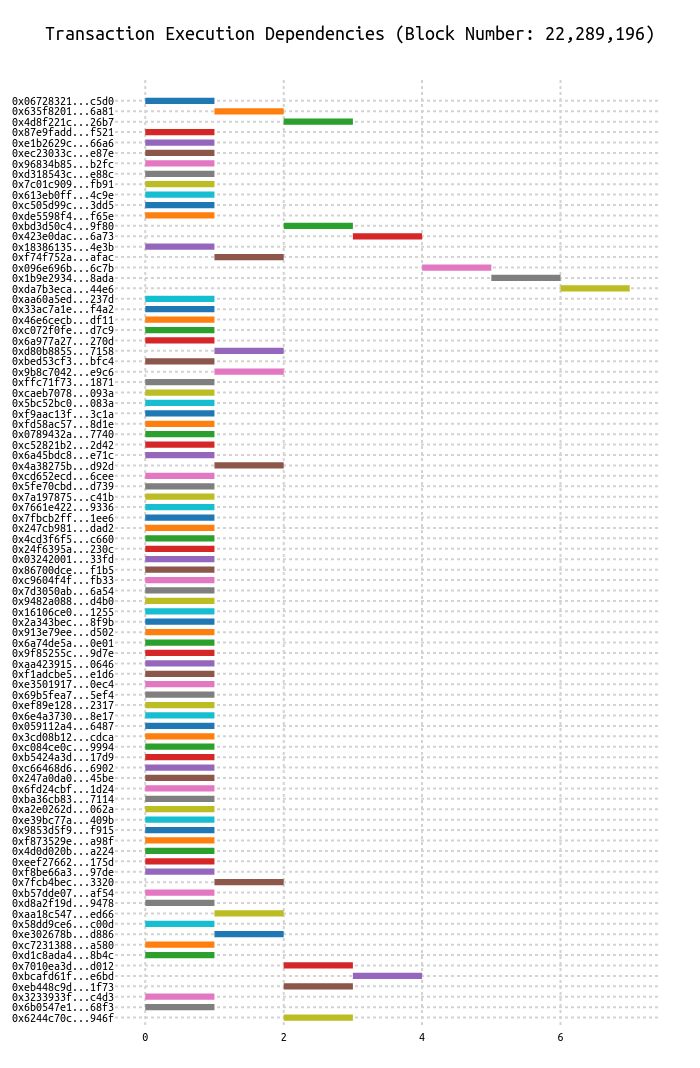 Transaction Execution Dependencies (Block Number: 22,289,196)
0x06728321...c5d0
0x635f8201...6a81
0x4d8f221c...26b7
0x87e9fadd...f521
0xe1b2629c...66a6
0xec23033c...e87e
0x96834b85...b2fc
0xd318543c...e88c
0x7c01c909...fb91
0x613eb0ff...4c9e
0xc505d99c...3dd5
0xde5598f4...f65e
0xbd3d50c4...9f80
0x423e0dac...6a73
0x18386135...4e3b
0xf74f752a...afac
0x096e696b...6c7b
0x1b9e2934...8ada
0xda7b3eca...44e6
0xaa60a5ed...237d
0x33ac7a1e...f4a2
0x46e6cecb...df11
0xc072f0fe...d7c9
0x6a977a27...270d
0xd80b8855...7158
0xbed53cf3...bfc4
0x9b8c7042...e9c6
0xffc71f73...1871
0xcaeb7078...093a
0x5bc52bc0...083a
0xf9aac13f...3c1a
0xfd58ac57...8d1e
0x0789432a...7740
0xc52821b2...2d42
0x6a45bdc8...e71c
0x4a38275b...d92d
0xcd652ecd...6cee
0x5fe70cbd...d739
0x7a197875...c41b
0x7661e422...9336
0x7fbcb2ff...1ee6
0x247cb981...dad2
0x4cd3f6f5...c660
0x24f6395a...230c
0x03242001...33fd
0x86700dce...f1b5
0xc9604f4f...fb33
0x7d3050ab...6a54
0x9482a088...d4b0
0x16106ce0...1255
0x2a343bec...8f9b
0x913e79ee...d502
0x6a74de5a...0e01
0x9f85255c...9d7e
0xaa423915...0646
0xf1adcbe5...e1d6
0xe3501917...0ec4
0x69b5fea7...5ef4
0xef89e128...2317
0x6e4a3730...8e17
0x059112a4...6487
0x3cd08b12...cdca
0xc084ce0c...9994
0xb5424a3d...17d9
0xc66468d6...6902
0x247a0da0...45be
0x6fd24cbf...1d24
0xba36cb83...7114
0xa2e0262d...062a
0xe39bc77a...409b
0x9853d5f9...f915
0xf873529e...a98f
0x4d0d020b...a224
0xeef27662...175d
0xf8be66a3...97de
0x7fcb4bec...3320
0xb57dde07...af54
0xd8a2f19d...9478
0xaa18c547...ed66
0x58dd9ce6...c00d
0xe302678b...d886
0xc7231388...a580
0xd1c8ada4...8b4c
0x7010ea3d...d012
0xbcafd61f...e6bd
0xeb448c9d...1f73
0x3233933f...c4d3
0x6b0547e1...68f3
0x6244c70c...946f
0 2 4 6